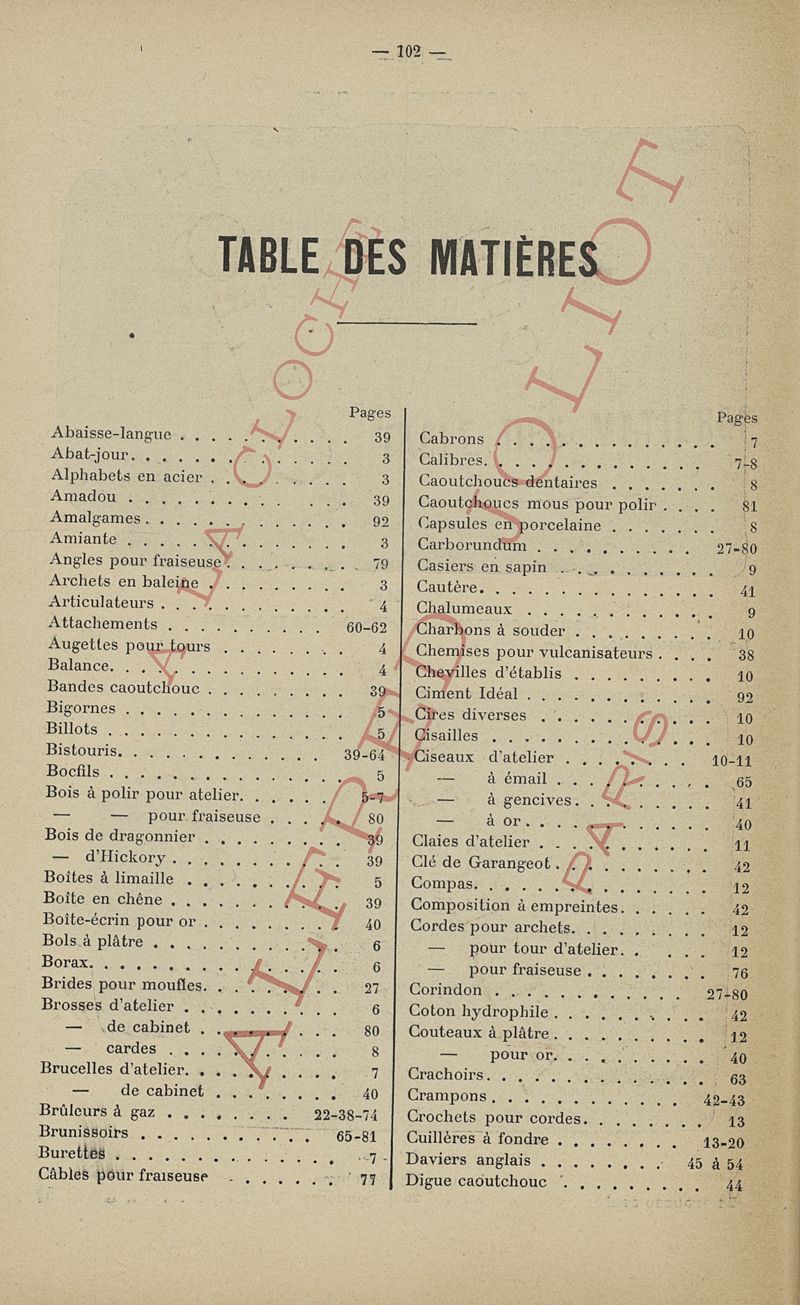 — 102 —
TABLE DES MATIÈRES
Pages
Abaisse-langue . . . . . . . . . . 39
Abat-jour. . . . . . . . . . . . 3
Alphabets en acier . . . . . . . . 3
Amadou . . . . . . . . . . . . 39
Amalgames . . . . . . . . . . . 92
Amiante . . . . . . . . . . . . 3
Angles pour fraiseuse . . . . . . . 79
Archets en baleine . . . . . . . . 3
Articulateurs . . . . . . . . . . . 4
Attachements . . . . . . . . . . 60-62
Augettes pour tours . . . . . . . . 4
Balance. . . . . . . . . . . . . 4
Bandes caoutchouc . . . . . . . . . 39
Bigornes . . . . . . . . . . . . 5
Billots . . . . . . . . . . . . . 5
Bistouris. . . . . . . . . . . . 39-64
Bocfils . . . . . . . . . . . . . 5
Bois à polir pour atelier. . . . . . 5-7
— — pour fraiseuse . . . . . 80
Bois de dragonnier . . . . . . . . 39
— d'Hickory . . . . . . . . . . 39
Boîtes à limaille . . . . . . . . . 5
Boîte en chêne . . . . . . . . . . 39
Boîte-écrin pour or . . . . . . . . 40
Bols à plâtre . . . . . . . . . . . 6
Borax. . . . . . . . . . . . . . 6
Brides pour moufles. . . . . . . . 27
Brosses d'atelier . . . . . . . . . 6
— de cabinet . . . . . . . . 80
— cardes . . . . . . . . . . 8
Brucelles d'atelier. . . . . . . . . 7
— de cabinet . . . . . . . 40
Brûleurs à gaz . . . . . . . . 22-38-74
Brunissoirs . . . . . . . . . . . 65-81
Burettes . . . . . . . . . . . . . 7
Câbles pour fraiseuse . . . . . . . 77
Pages
Cabrons . . . . . . . . . . . . . 7
Calibres. . . . . . . . . . . . . 7-8
Caoutchoucs dentaires . . . . . . . 8
Caoutchoucs mous pour polir . . . . 81
Capsules en porcelaine . . . . . . . 8
Carborundum . . . . . . . . . . 27-80
Casiers en sapin . . . . . . . . . 9
Cautère. . . . . . . . . . . . . 41
Chalumeaux . . . . . . . . . . . 9
Charbons à souder . . . . . . . . 10
Chemises pour vulcanisateurs . . . . 38
Chevilles d'établis . . . . . . . . . 10
Ciment Idéal . . . . . . . . . . . 92
Cires diverses . . . . . . . . . . 10
Cisailles . . . . . . . . . . . . 10
Ciseaux d'atelier . . . . . . . . 10-11
— à émail . . . . . . . . . 65
— à gencives. . . . . . . . . 41
— à or . . . . . . . . . . . 40
Claies d'atelier . . . . . . . . . . 11
Clé de Garangeot . . . . . . . . . 42
Compas. . . . . . . . . . . . . 12
Composition à empreintes. . . . . . 42
Cordes pour archets. . . . . . . . 12
— pour tour d'atelier. . . . . . 12
— pour fraiseuse . . . . . . . 76
Corindon . . . . . . . . . . . 27-80
Coton hydrophile . . . . . . . . . 42
Couteaux à plâtre . . . . . . . . . 12
— pour or. . . . . . . . . 40
Crachoirs. . . . . . . . . . . . 63
Crampons . . . . . . . . . . . 42-43
Crochets pour cordes. . . . . . . . 13
Cuillères à fondre . . . . . . . . 13-20
Daviers anglais . . . . . . . . 45 à 54
Digue caoutchouc . . . . . . . . . 44